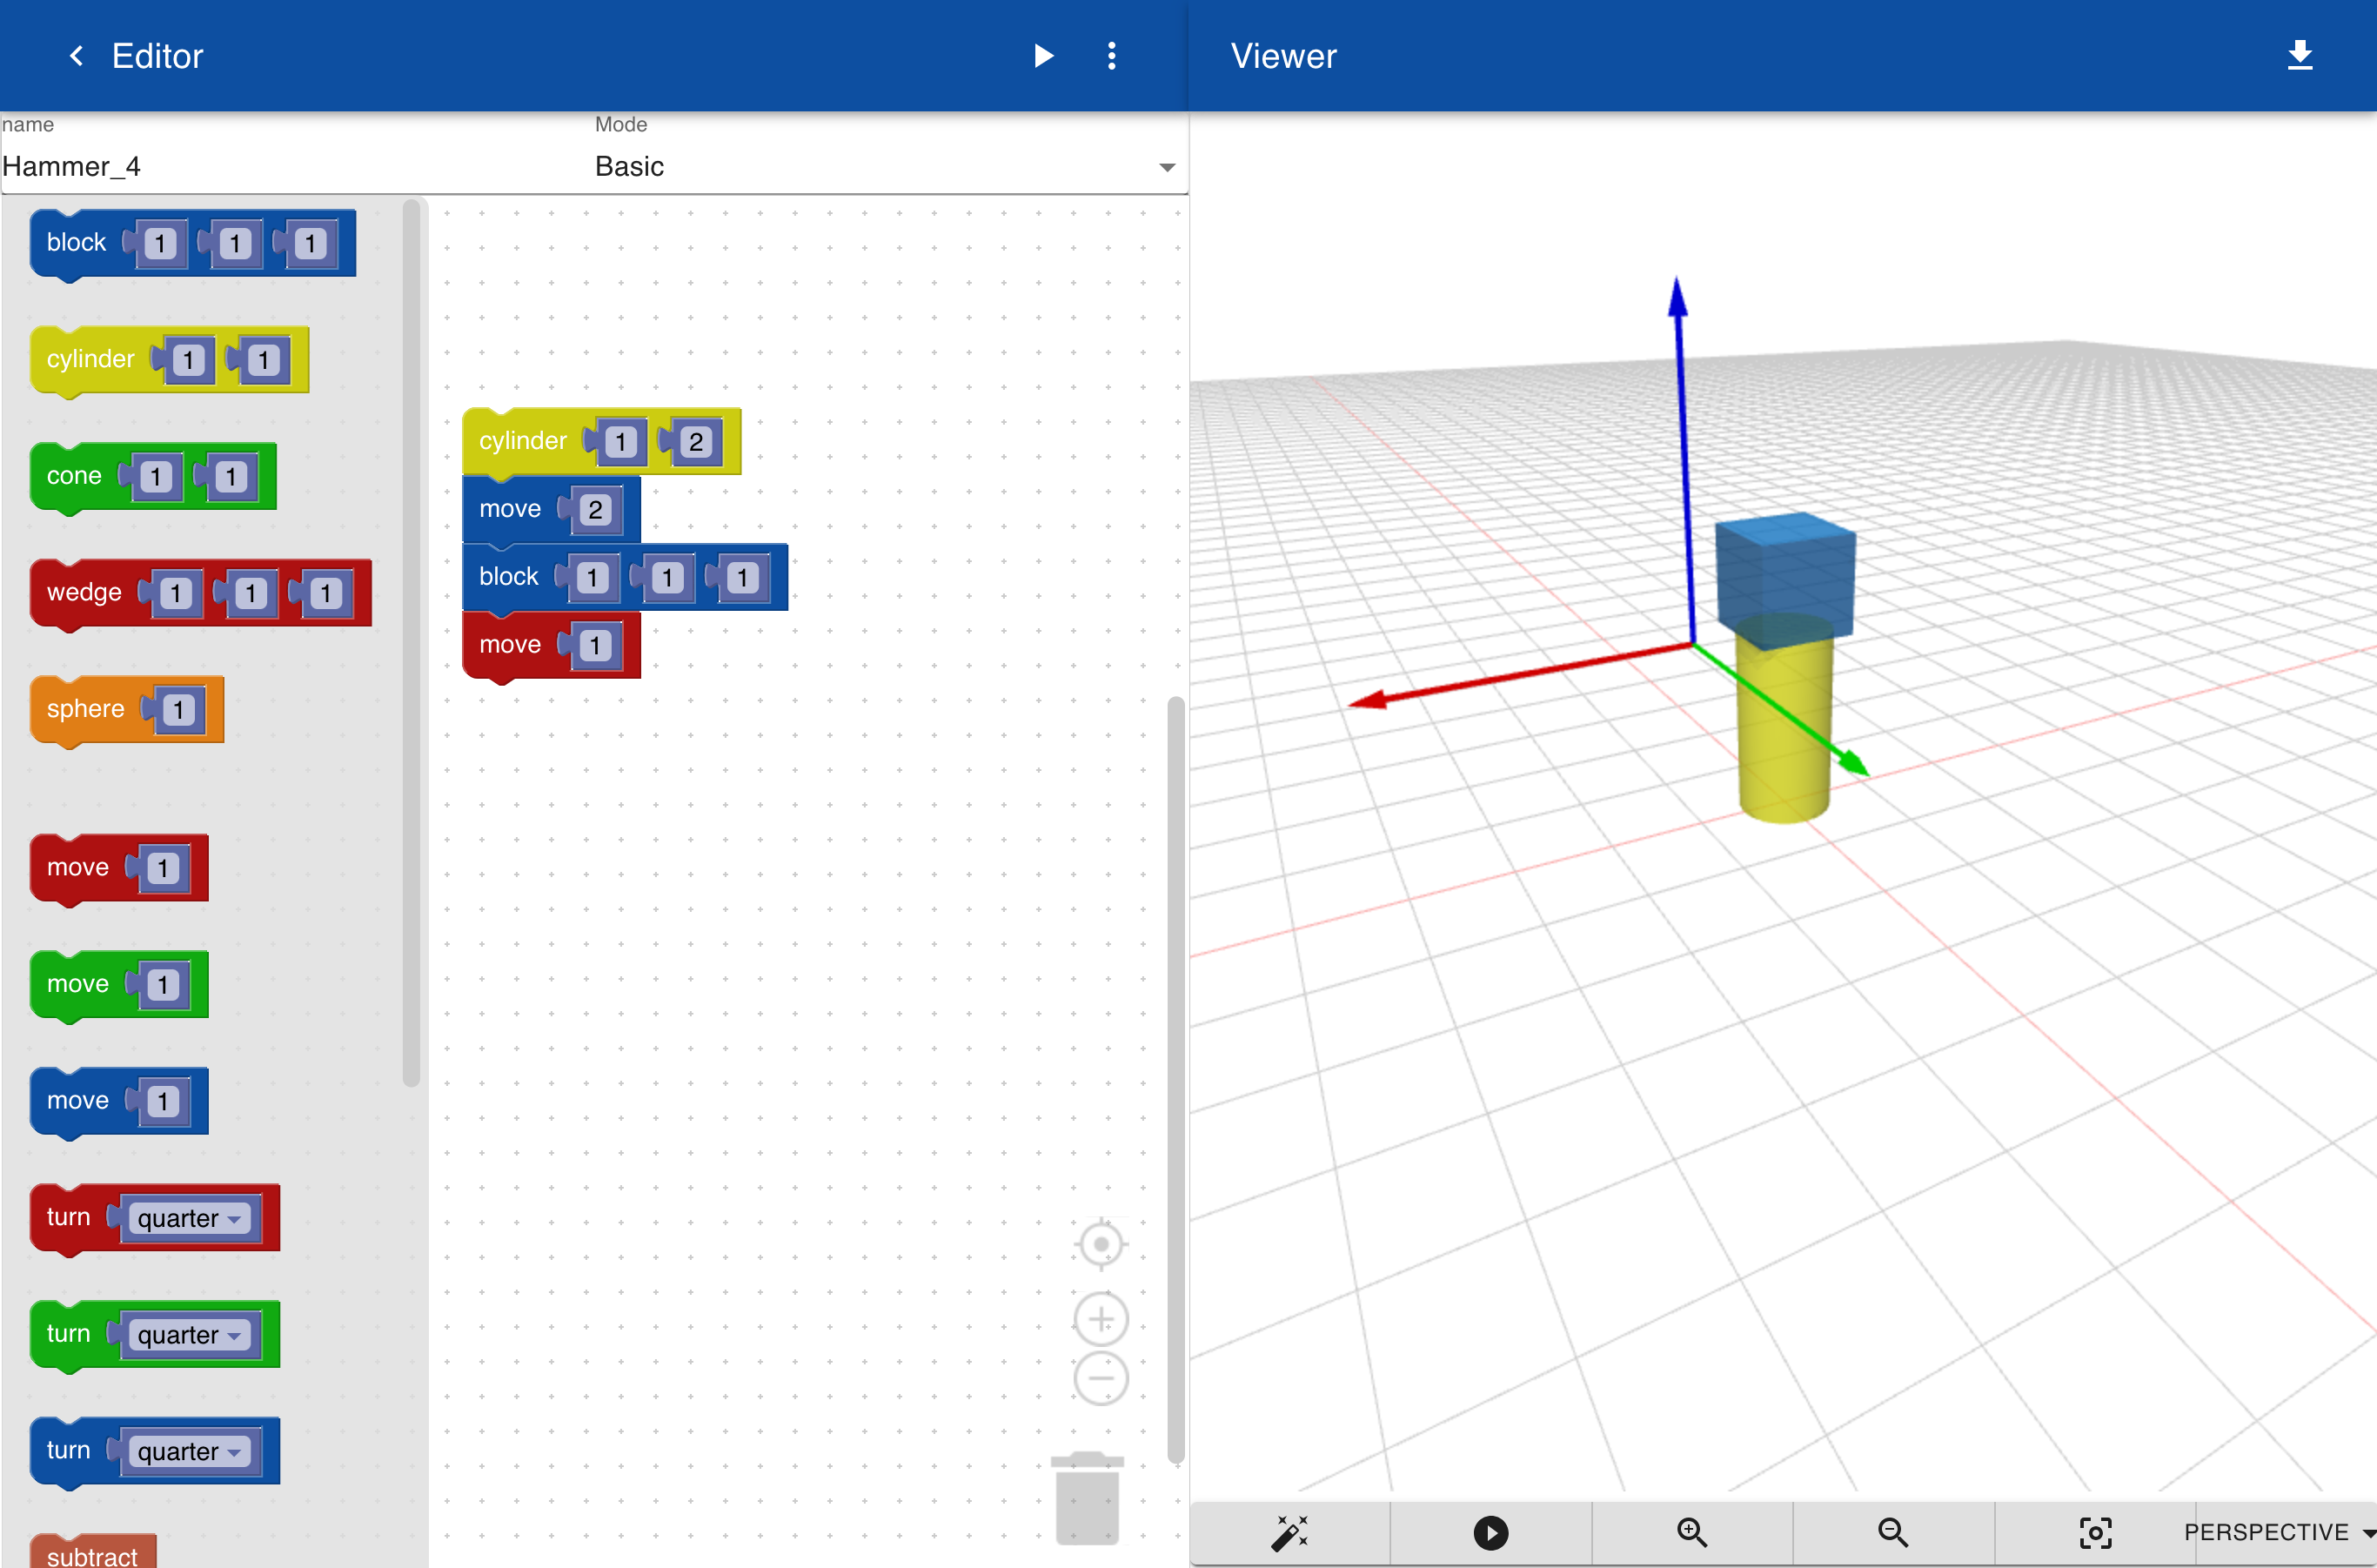 Editor
Viewer
name
Mode
Hammer_4
Basic
block 1 1 1
cylinder 1 1
cone 1 1
wedge 1 1 1
sphere 1
move 1
move 1
move 1
turn quarter
turn quarter
turn quarter
subtract
cylinder 1 2
move 2
block 1 1 1
move 1
PERSPECTIVE